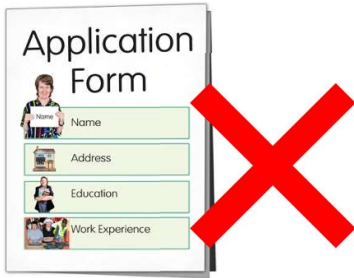 Application
Form
Name
Name
Address
Education
Work Experience